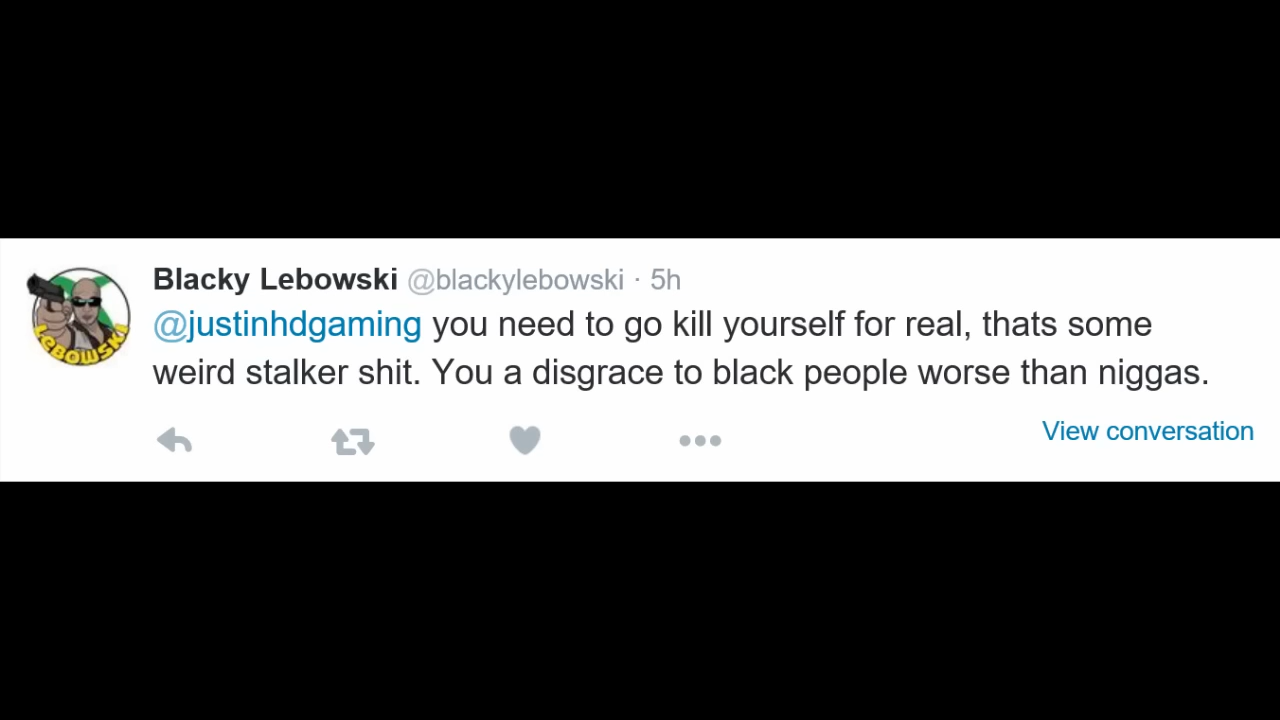 Blacky Lebowski @blackylebowski · 5h
@justinhdgaming you need to go kill yourself for real, thats some
weird stalker shit. You a disgrace to black people worse than niggas.
View conversation
LEBOWSKI